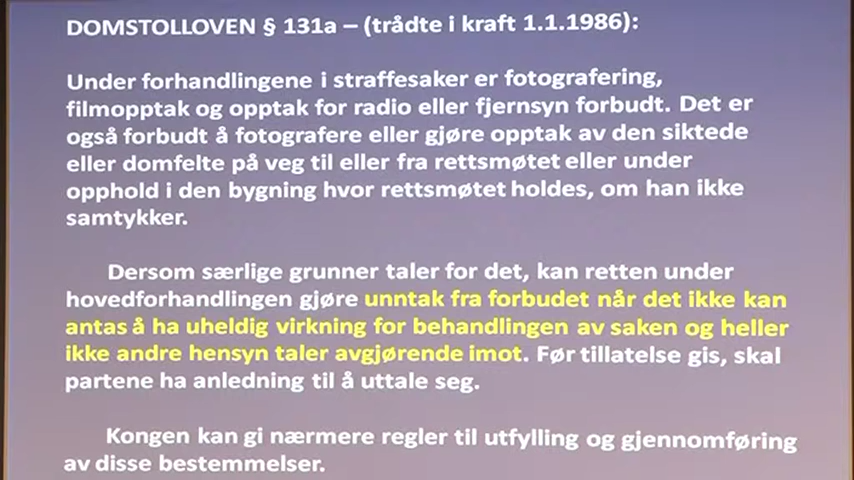 DOMSTOLLOVEN § 131a – (trådte i kraft 1.1.1986):
Under forhandlingene i straffesaker er fotografering,
filmopptak og opptak for radio eller fjernsyn forbudt. Det er
også forbudt å fotografere eller gjøre opptak av den siktede
eller domfelte på veg til eller fra rettsmøtet eller under
opphold i den bygning hvor rettsmøtet holdes, om han ikke
samtykker.
Dersom særlige grunner taler for det, kan retten under
hovedforhandlingen gjøre unntak fra forbudet når det ikke kan
antas å ha uheldig virkning for behandlingen av saken og heller
ikke andre hensyn taler avgjørende imot. Før tillatelse gis, skal
partene ha anledning til å uttale seg.
Kongen kan gi nærmere regler til utfylling og gjennomføring
av disse bestemmelser.